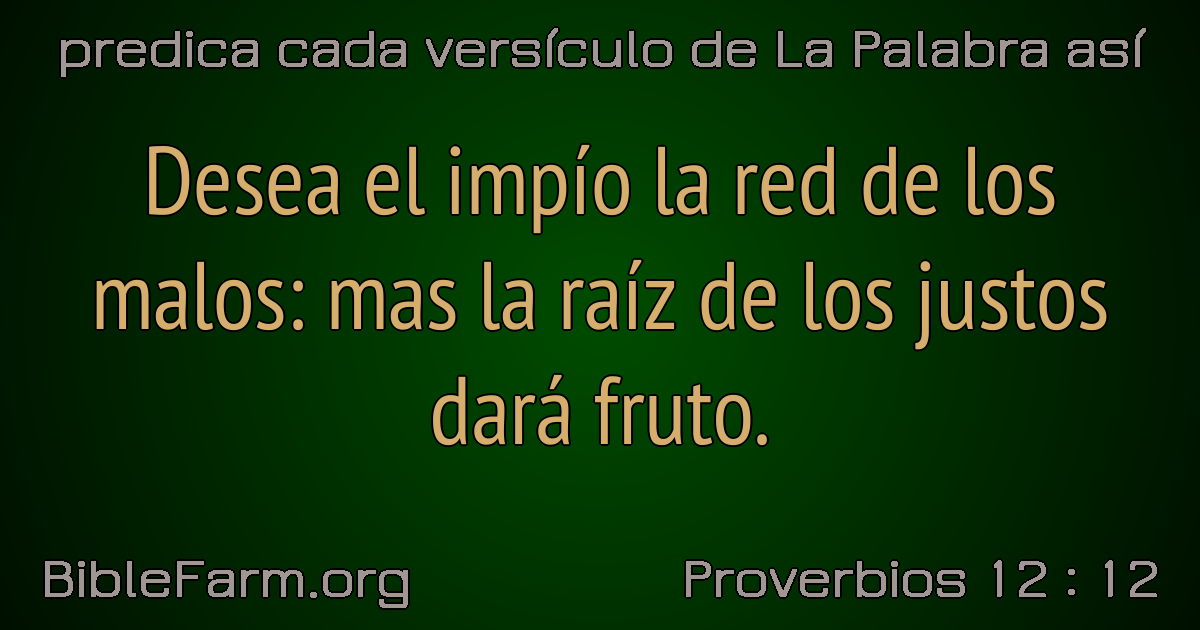 predica cada versículo de La Palabra así
Desea el impío la red de los
malos: mas la raíz de los justos
dará fruto.
BibleFarm.org
Proverbios 12 : 12